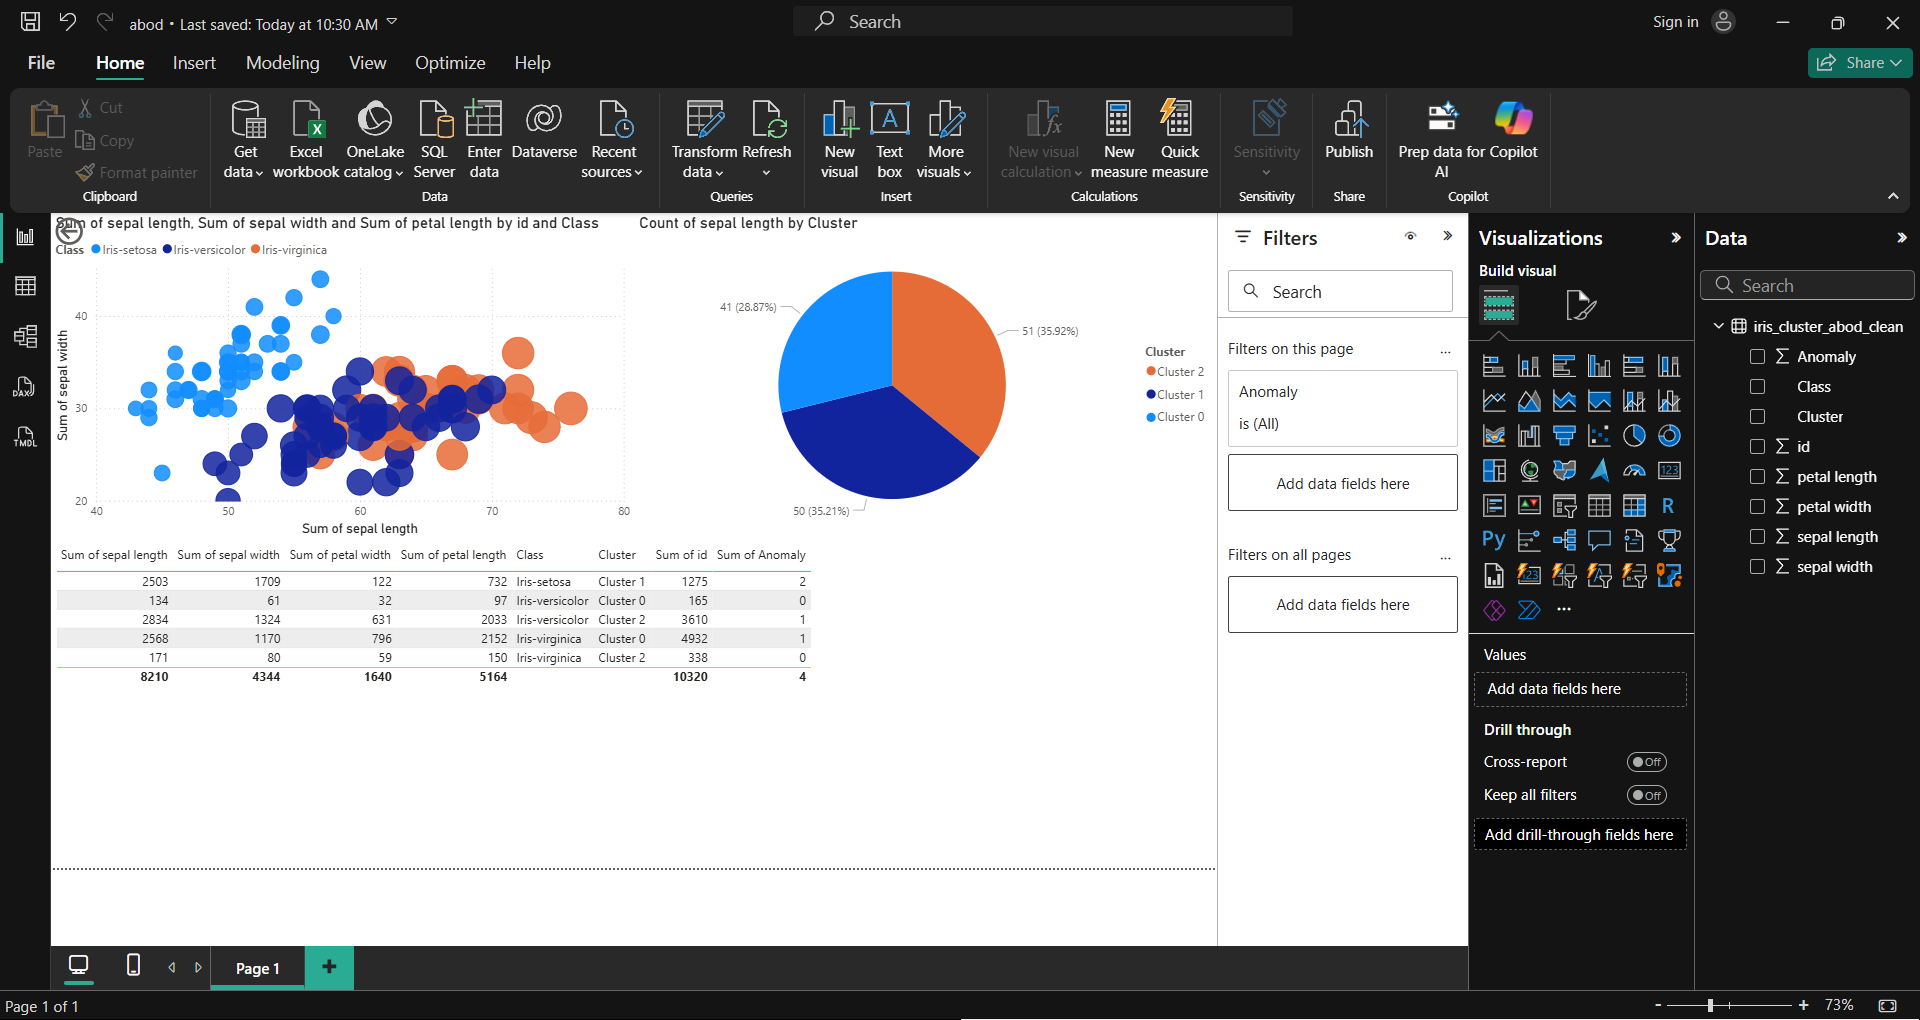 abod • Last saved: Today at 10:30 AM
Search
Sign in
File
Home
Insert
Modeling
View
Optimize
Help
Share
Paste
Cut
Copy
Format painter
Clipboard
Get data
Excel workbook
OneLake catalog
SQL Server
Enter data
Dataverse
Recent sources
Data
Transform data
Refresh
Queries
New visual
Text box
More visuals
Insert
New visual calculation
New measure
Quick measure
Calculations
Sensitivity
Sensitivity
Publish
Share
Prep data for AI
Copilot
Copilot
DAX
TMDL
Sum of sepal length, Sum of sepal width and Sum of petal length by id and Class
Class Iris-setosa Iris-versicolor Iris-virginica
Sum of sepal width
40
30
20
40 50 60 70 80
Sum of sepal length
Count of sepal length by Cluster
41 (28.87%)
51 (35.92%)
50 (35.21%)
Cluster
Cluster 2
Cluster 1
Cluster 0
Sum of sepal length Sum of sepal width Sum of petal width Sum of petal length Class Cluster Sum of id Sum of Anomaly
2503 1709 122 732 Iris-setosa Cluster 1 1275 2
134 61 32 97 Iris-versicolor Cluster 0 165 0
2834 1324 631 2033 Iris-versicolor Cluster 2 3610 1
2568 1170 796 2152 Iris-virginica Cluster 0 4932 1
171 80 59 150 Iris-virginica Cluster 2 338 0
8210 4344 1640 5164 10320 4
Filters
Search
Filters on this page
...
Anomaly
is (All)
Add data fields here
Filters on all pages
...
Add data fields here
Visualizations
Build visual
123
R
Py
123
...
Values
Add data fields here
Drill through
Cross-report
Off
Keep all filters
Off
Add drill-through fields here
Data
Search
iris_cluster_abod_clean
Σ Anomaly
Class
Cluster
Σ id
Σ petal length
Σ petal width
Σ sepal length
Σ sepal width
Page 1
+
Page 1 of 1
- + 73%